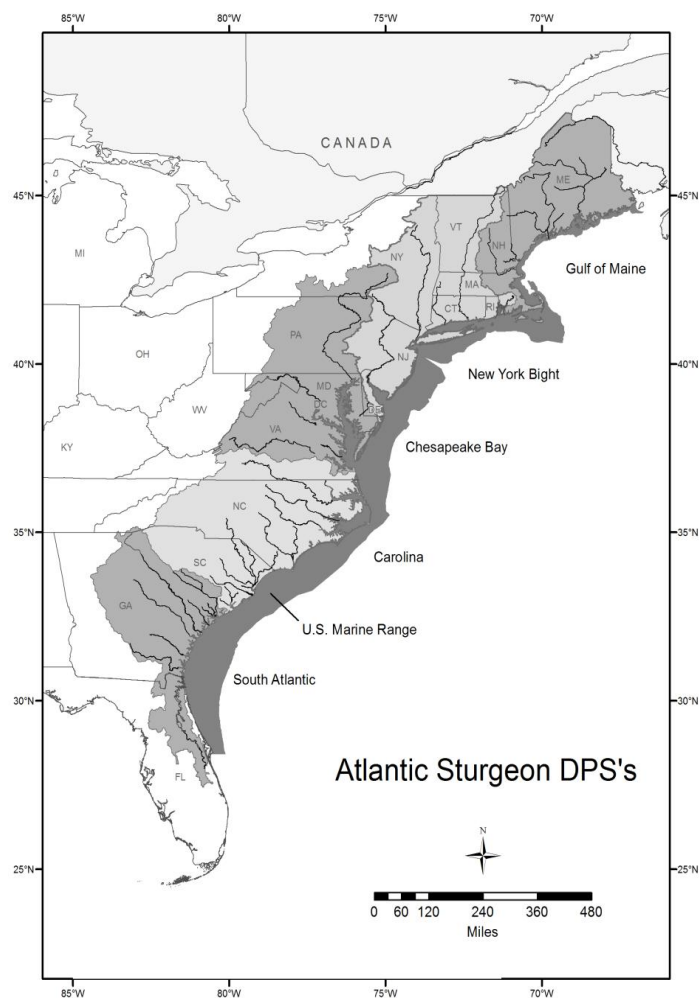 85°W 80°W 75°W 70°W
CANADA
45°N 45°N
ME
VT
NH
MI
NY
Gulf of Maine
MA
CT RI
PA
40°N 40°N
OH
NJ
New York Bight
MD
DC
DE
WV
VA
Chesapeake Bay
KY
NC
35°N 35°N
Carolina
SC
GA
U.S. Marine Range
South Atlantic
30°N 30°N
FL
Atlantic Sturgeon DPS's
N
25°N 25°N
0 60 120 240 360 480
Miles
85°W 80°W 75°W 70°W